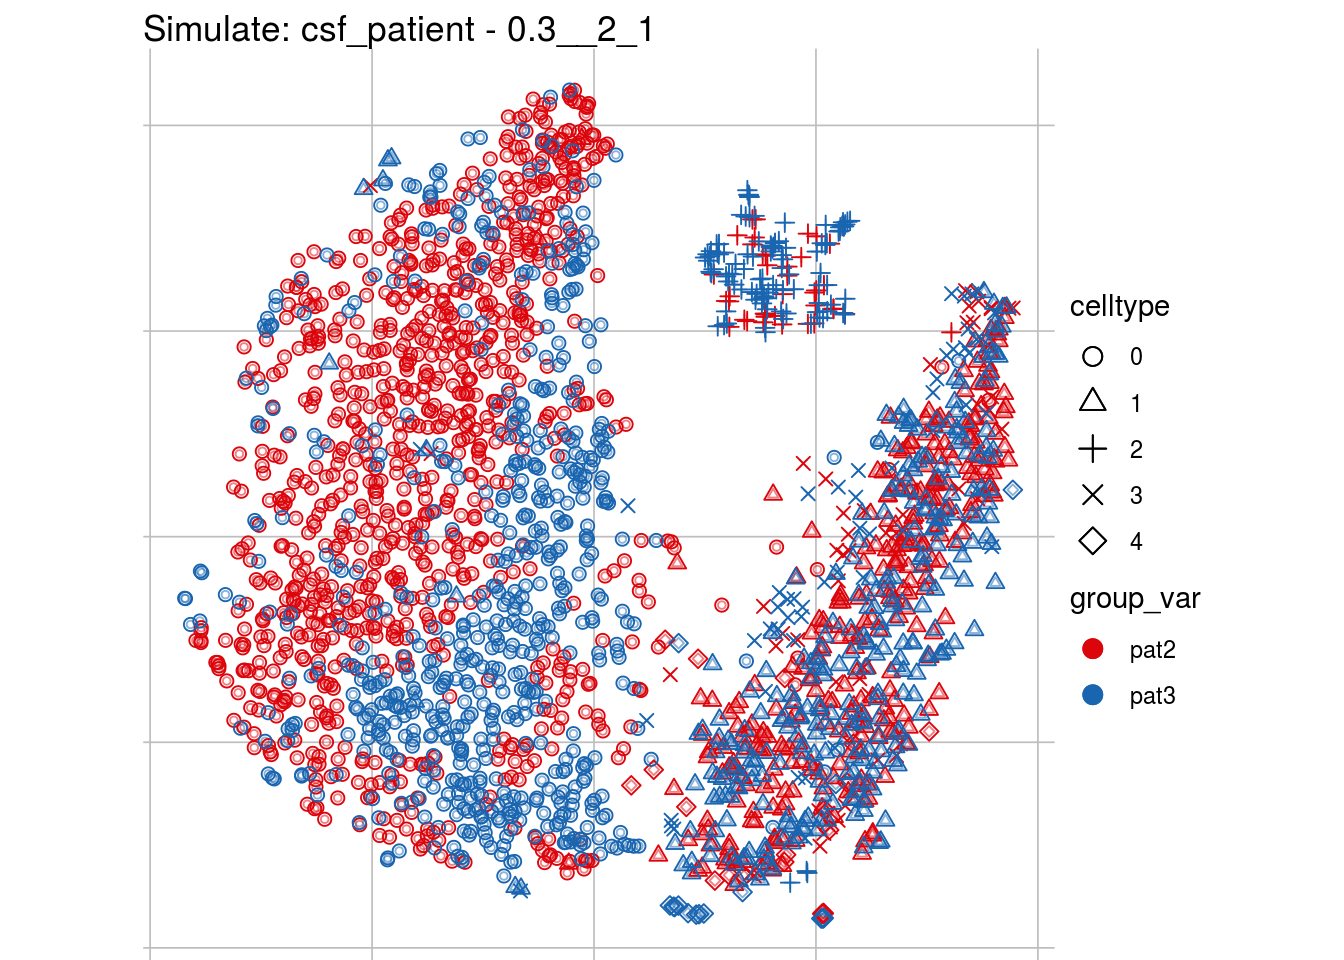 Simulate: csf_patient - 0.3__2_1
celltype
0
1
2
3
4
group_var
pat2
pat3